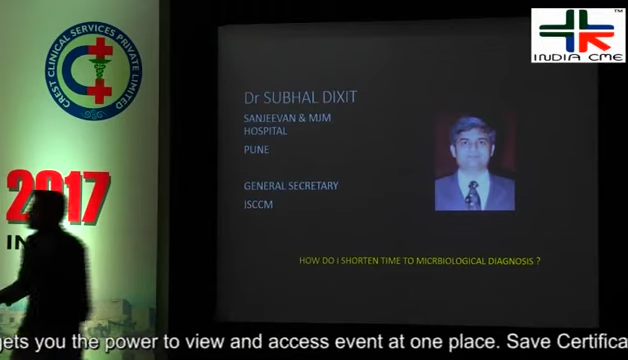 TM
INDIA CME
CREST CLINICAL SERVICES PRIVATE LIMITED
Dr SUBHAL DIXIT
SANJEEVAN & MJM
HOSPITAL
PUNE
GENERAL SECRETARY
ISCCM
HOW DO I SHORTEN TIME TO MICRBIOLOGICAL DIAGNOSIS ?
2017
gets you the power to view and access event at one place. Save Certifica